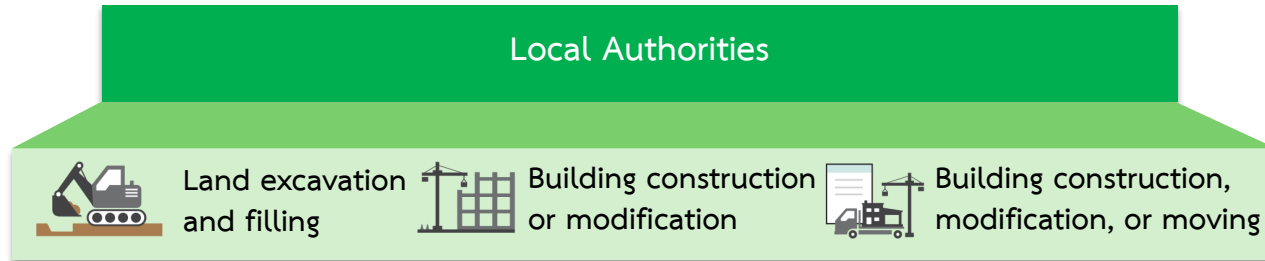 Local Authorities
Land excavation
and filling
Building construction
or modification
Building construction,
modification, or moving